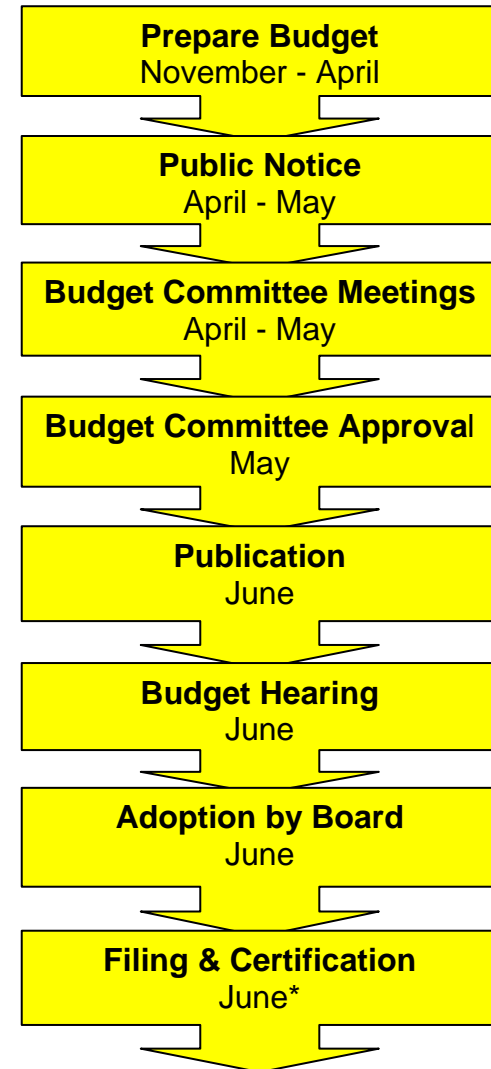 Prepare Budget
November - April
Public Notice
April - May
Budget Committee Meetings
April - May
Budget Committee Approval
May
Publication
June
Budget Hearing
June
Adoption by Board
June
Filing & Certification
June*